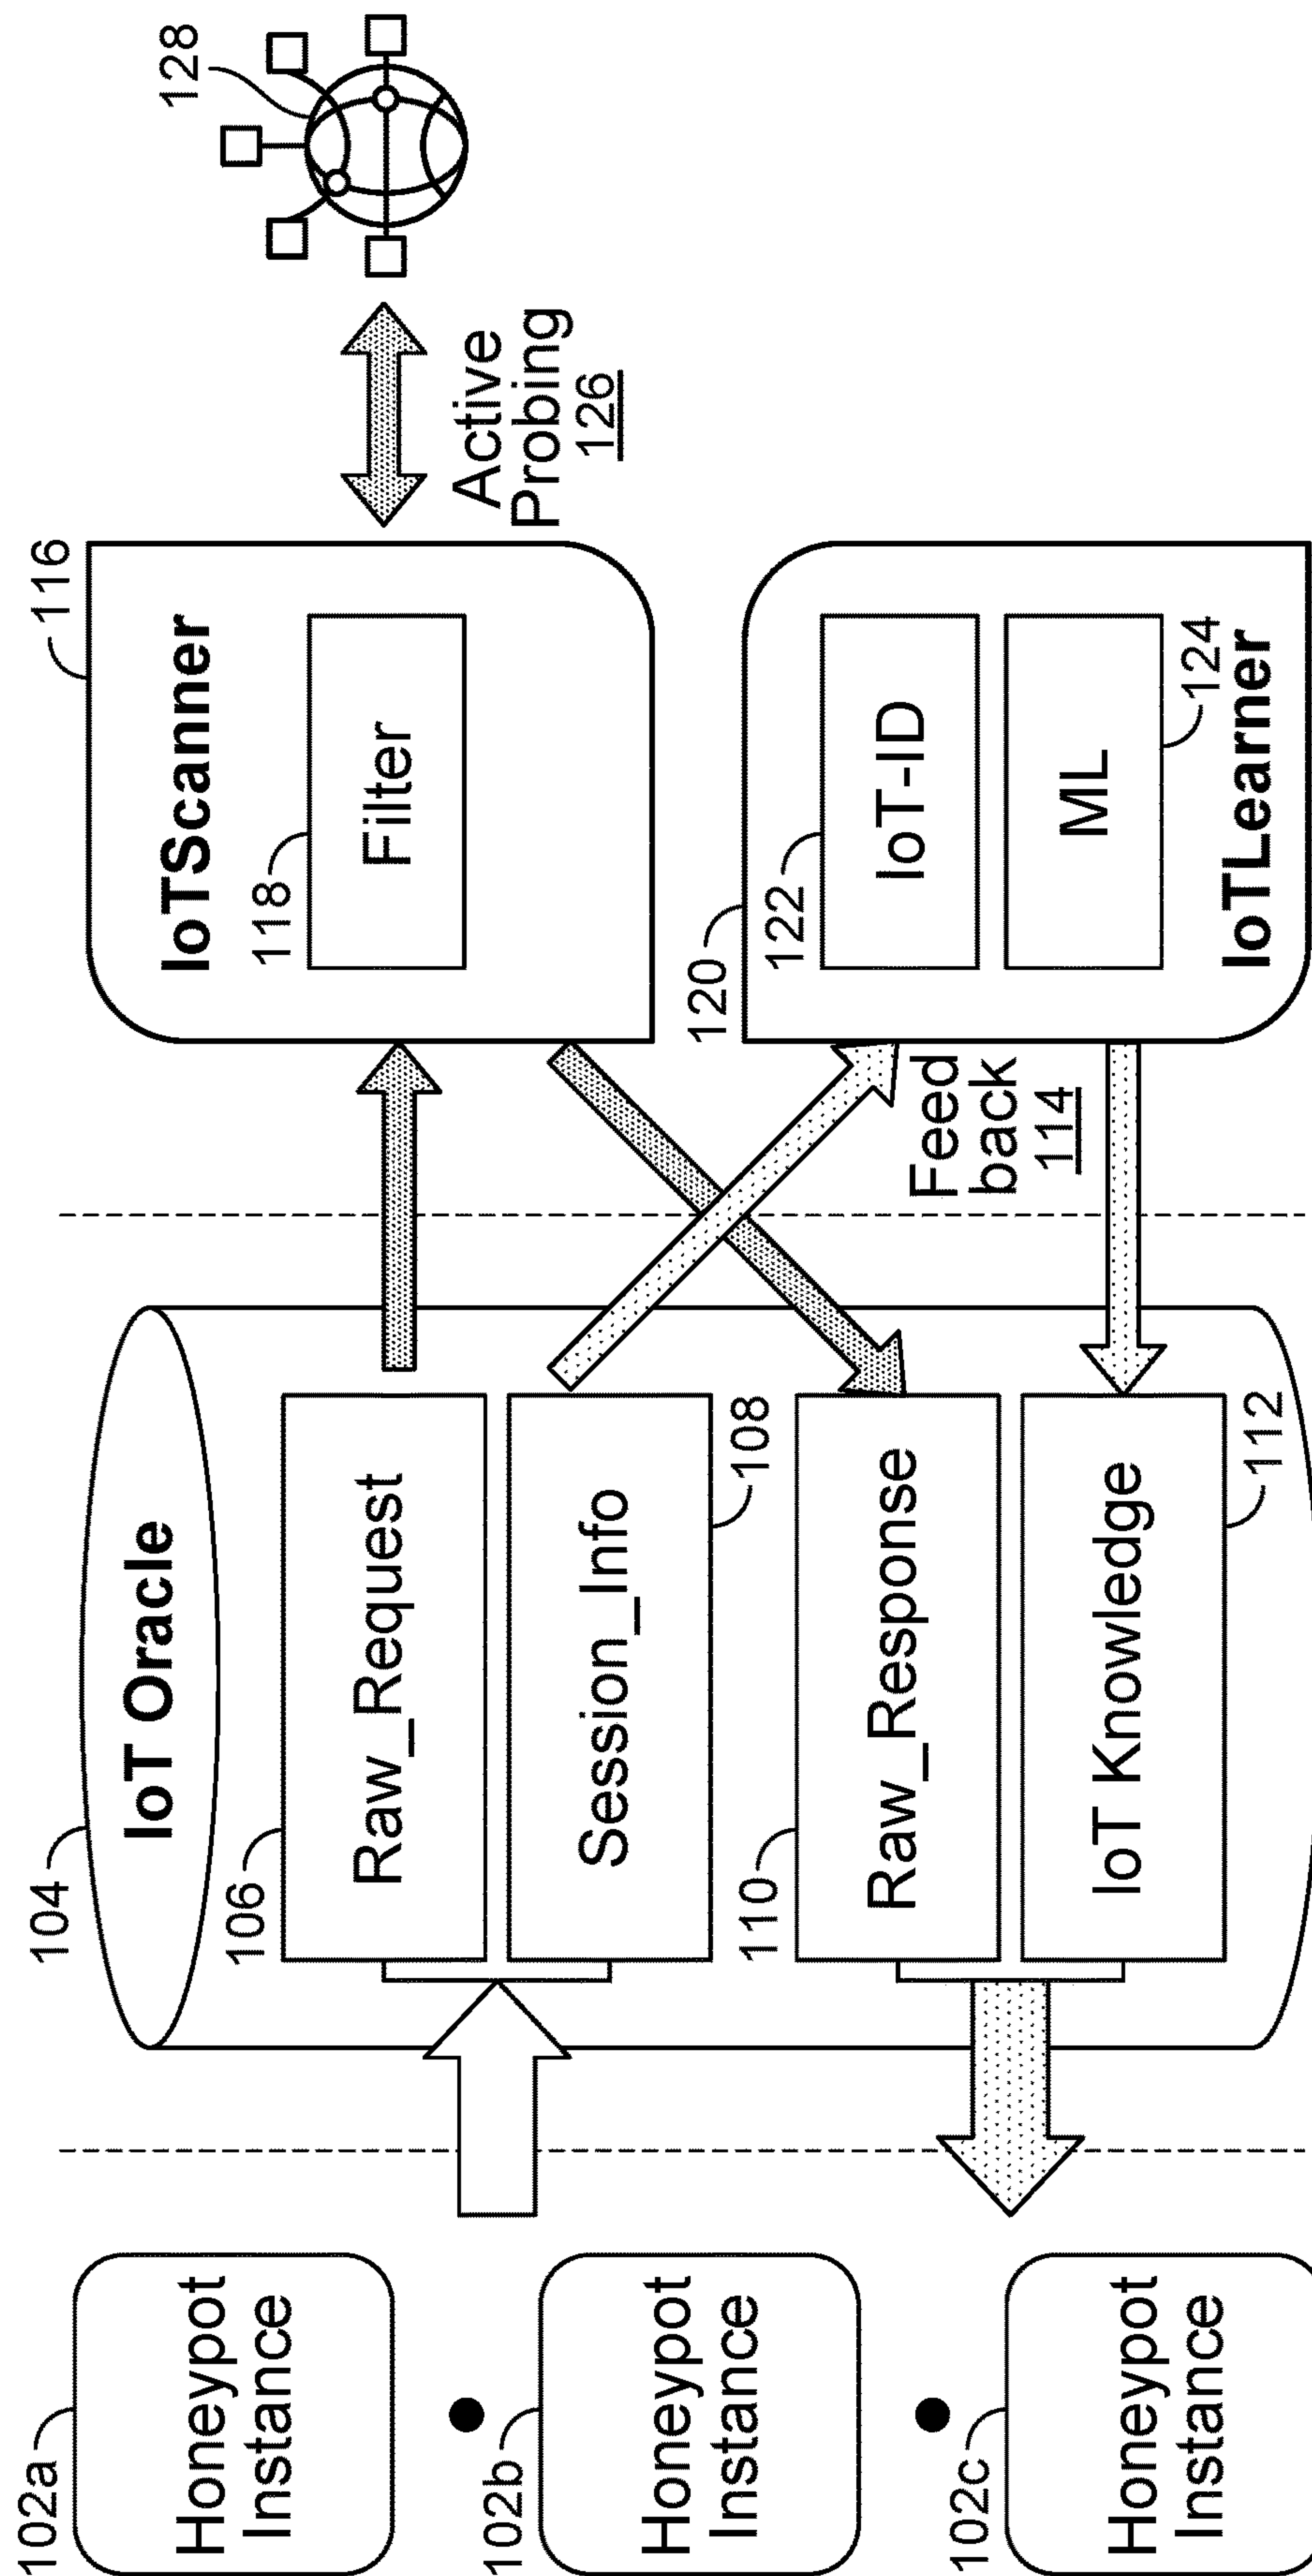 102a
Honeypot
Instance
102b
Honeypot
Instance
102c
Honeypot
Instance
104
IoT Oracle
106
Raw_Request
Session_Info
108
110
Raw_Response
IoT Knowledge
112
Feed
back
114
116
IoTScanner
118
Filter
120
122
IoT-ID
ML
124
IoTLearner
Active
Probing
126
128